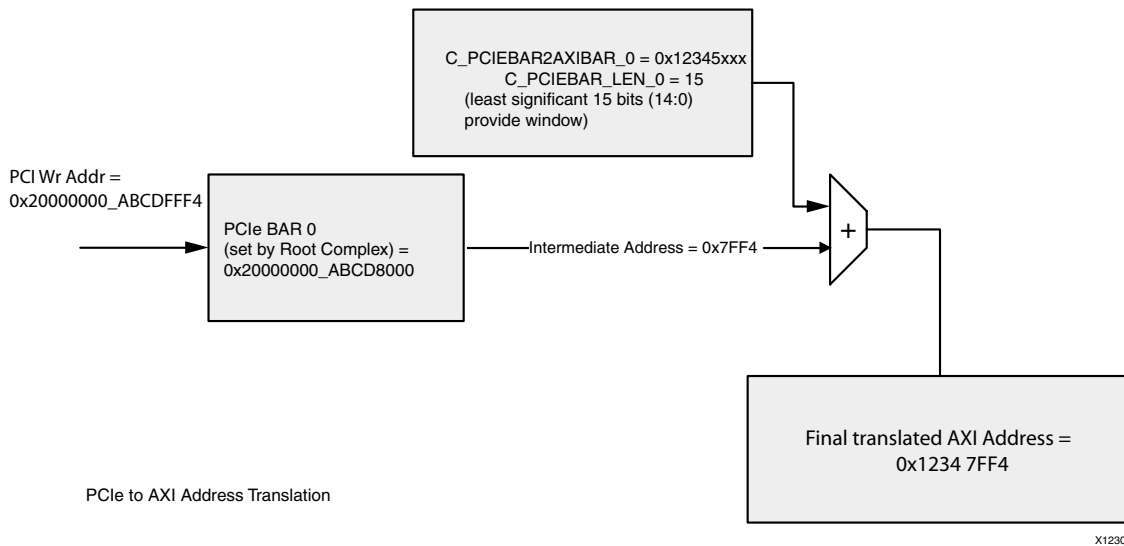 C_PCIEBAR2AXIBAR_0 = 0x12345xxx
C_PCIEBAR_LEN_0 = 15
(least significant 15 bits (14:0)
provide window)
PCI Wr Addr =
0x20000000_ABCDFFF4
PCIe BAR 0
(set by Root Complex) =
0x20000000_ABCD8000
Intermediate Address = 0x7FF4
+
Final translated AXI Address =
0x1234 7FF4
PCIe to AXI Address Translation
X1230